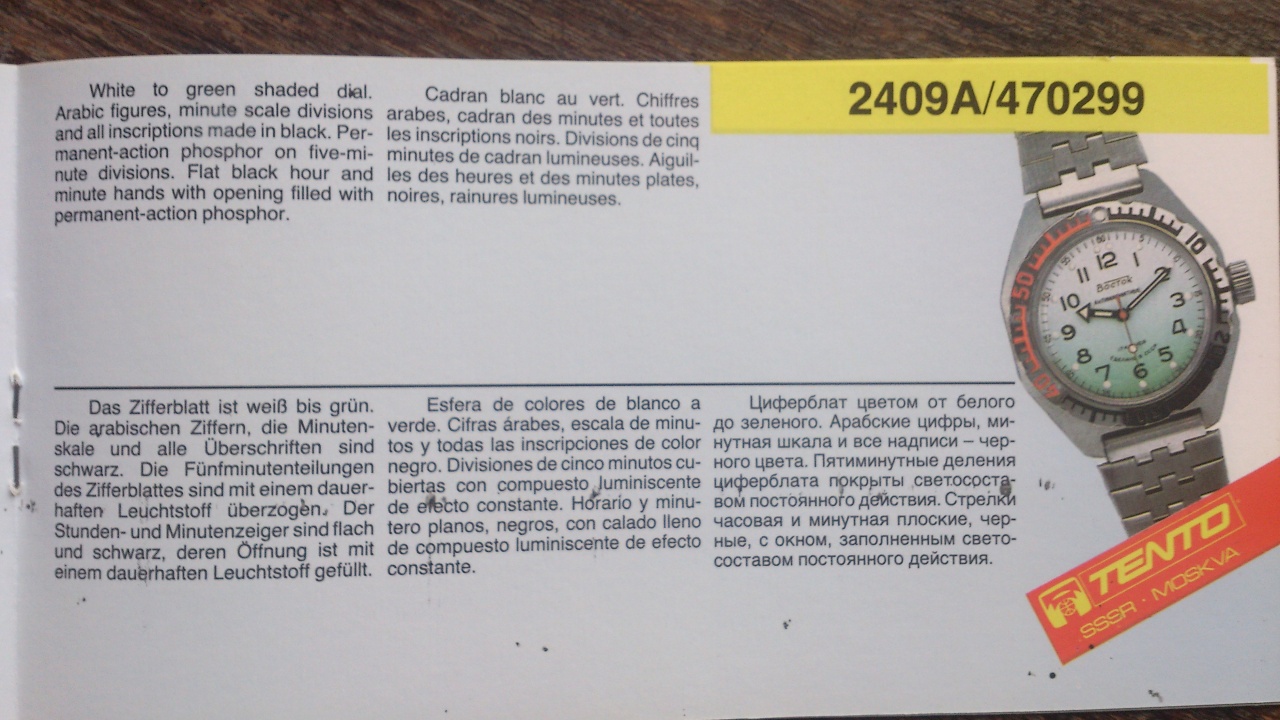 White to green shaded dial.
Arabic figures, minute scale divisions
and all inscriptions made in black. Per-
manent-action phosphor on five-mi-
nute divisions. Flat black hour and
minute hands with opening filled with
permanent-action phosphor.
Cadran blanc au vert. Chiffres
arabes, cadran des minutes et toutes
les inscriptions noirs. Divisions de cinq
minutes de cadran lumineuses. Aiguil-
les des heures et des minutes plates,
noires, rainures lumineuses.
2409A/470299
Das Zifferblatt ist weiß bis grün.
Die arabischen Ziffern, die Minuten-
skale und alle Überschriften sind
schwarz. Die Fünfminutenteilungen
des Zifferblattes sind mit einem dauer-
haften Leuchtstoff überzogen. Der
Stunden- und Minutenzeiger sind flach
und schwarz, deren Öffnung ist mit
einem dauerhaften Leuchtstoff gefüllt.
Esfera de colores de blanco a
verde. Cifras árabes, escala de minu-
tos y todas las inscripciones de color
negro. Divisiones de cinco minutos cu-
biertas con compuesto luminiscente
de efecto constante. Horario y minu-
tero planos, negros, con calado lleno
de compuesto luminiscente de efecto
constante.
Циферблат цветом от белого
до зеленого. Арабские цифры, ми-
нутная шкала и все надписи – чер-
ного цвета. Пятиминутные деления
циферблата покрыты светососта-
вом постоянного действия. Стрелки
часовая и минутная плоские, чер-
ные, с окном, заполненным свето-
составом постоянного действия.
10
50
40
60
12
1
2
3
4
5
6
7
8
9
10
11
Восток
TENTO
SSSR · MOSKVA